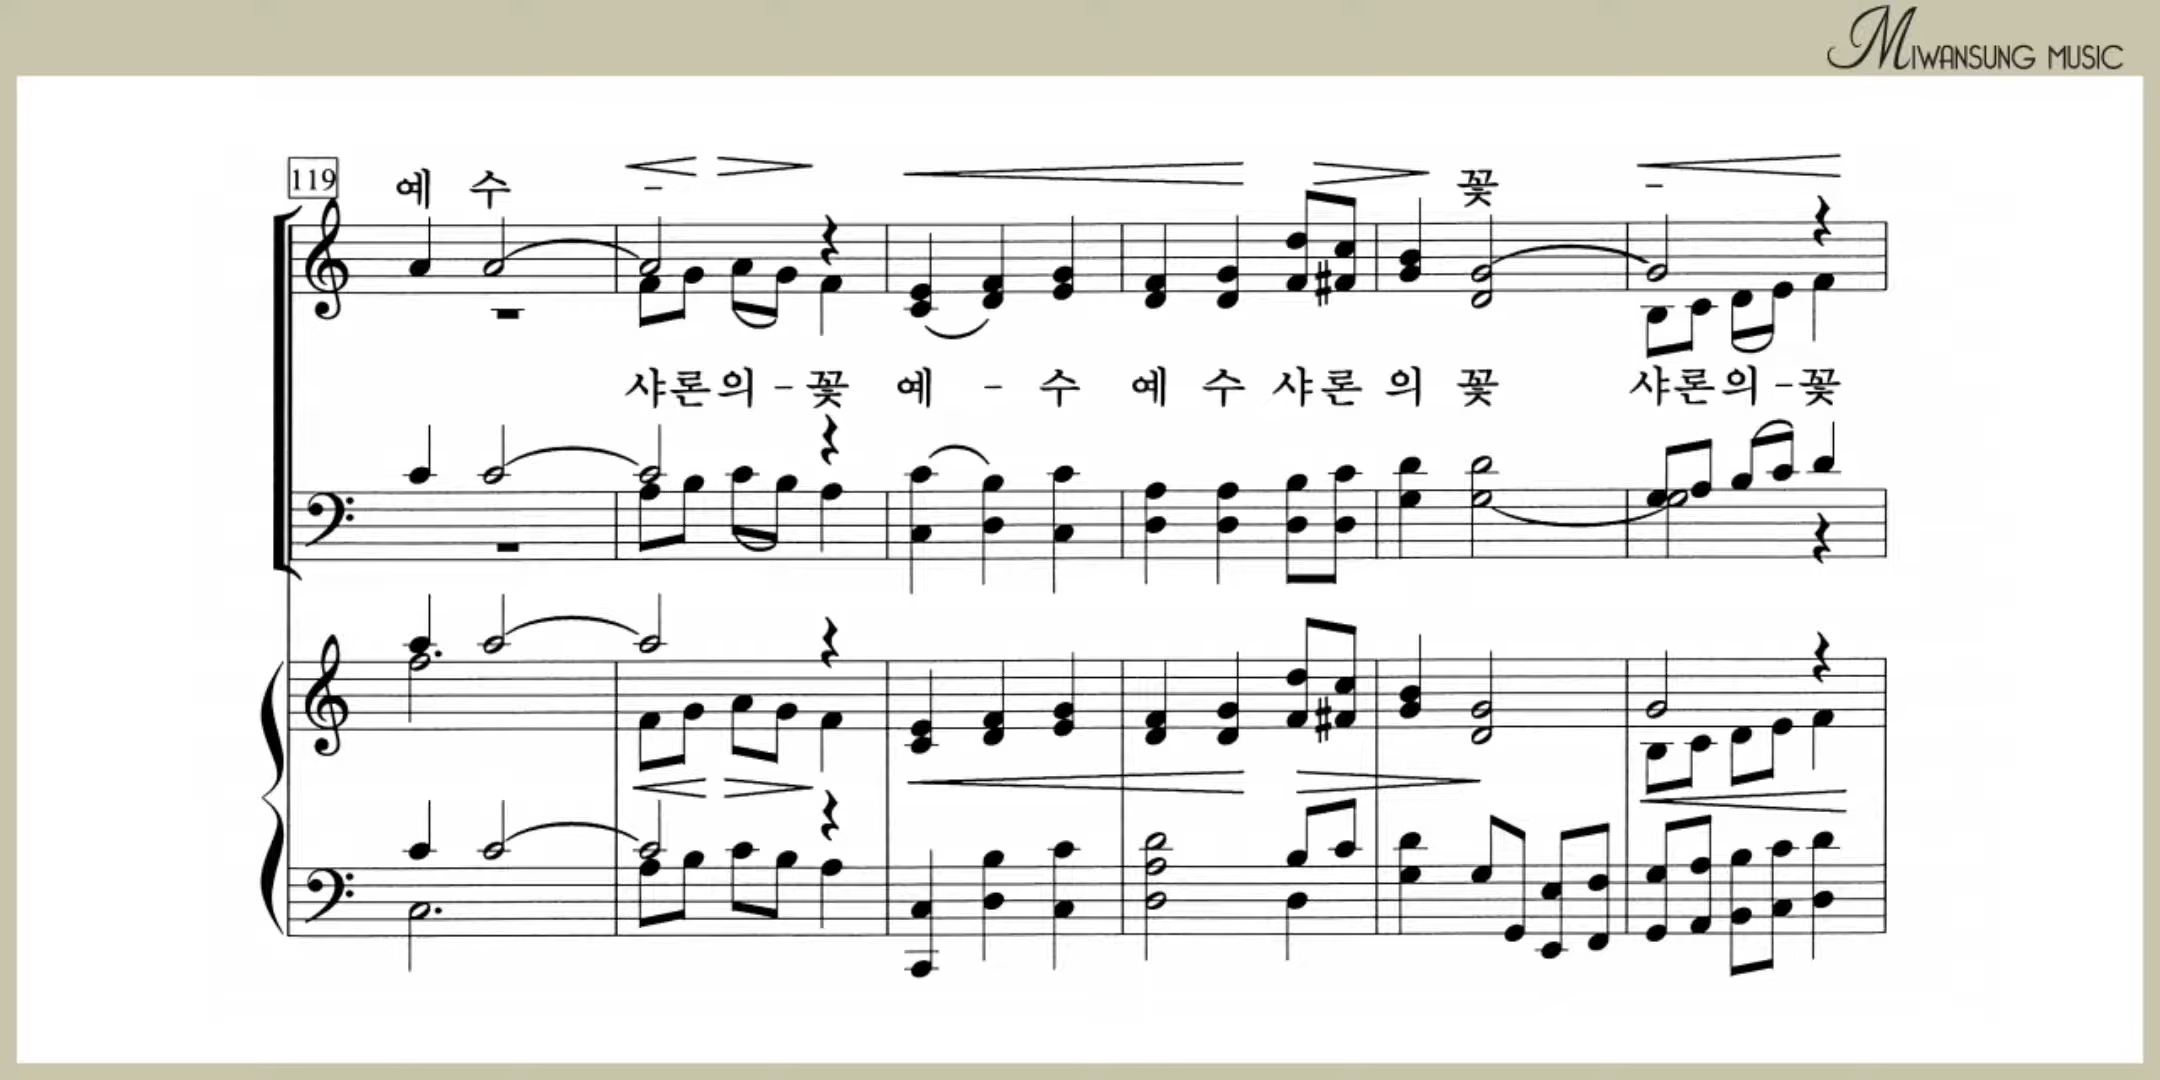 MIWANSUNG MUSIC
119 예 수 - 꽃 -
샤론의 - 꽃 예 - 수 예 수 샤론 의 꽃 샤론의 - 꽃